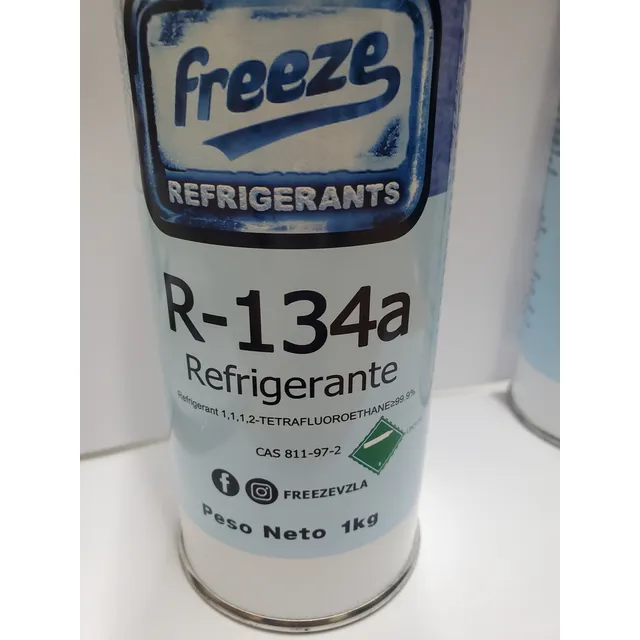 freeze
REFRIGERANTS
R-134a
Refrigerante
Refrigerant 1,1,1,2-TETRAFLUOROETHANE≥99.9%
CAS 811-97-2
FREEZEVZLA
Peso Neto 1kg